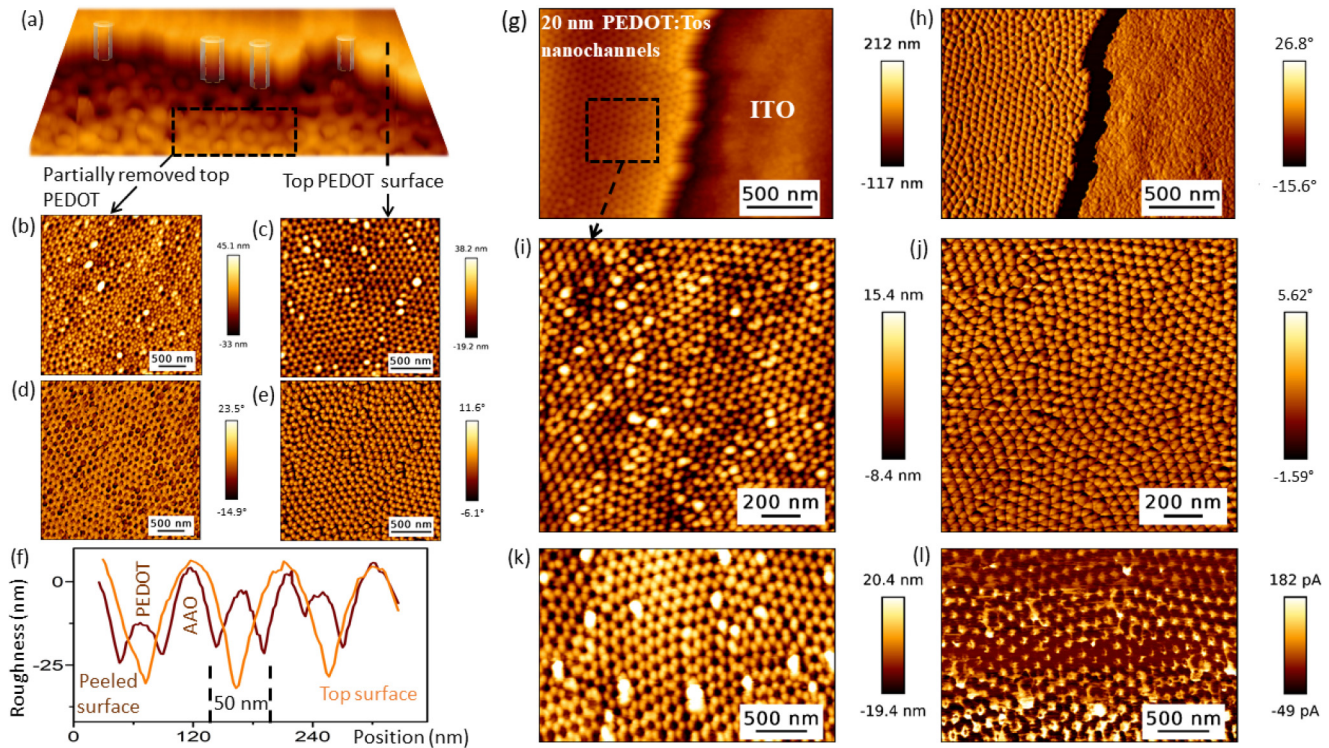 (a)
Partially removed top
PEDOT
Top PEDOT surface
(b)
45.1 nm
-33 nm
500 nm
(c)
38.2 nm
-19.2 nm
500 nm
(d)
23.5°
-14.9°
500 nm
(e)
11.6°
-6.1°
500 nm
(f)
Roughness (nm)
0
-25
PEDOT
AAO
Peeled
surface
50 nm
Top surface
0
120
240
Position (nm)
(g)
20 nm PEDOT:Tos
nanochannels
ITO
500 nm
212 nm
-117 nm
(h)
500 nm
26.8°
-15.6°
(i)
200 nm
15.4 nm
-8.4 nm
(j)
200 nm
5.62°
-1.59°
(k)
500 nm
20.4 nm
-19.4 nm
(l)
500 nm
182 pA
-49 pA